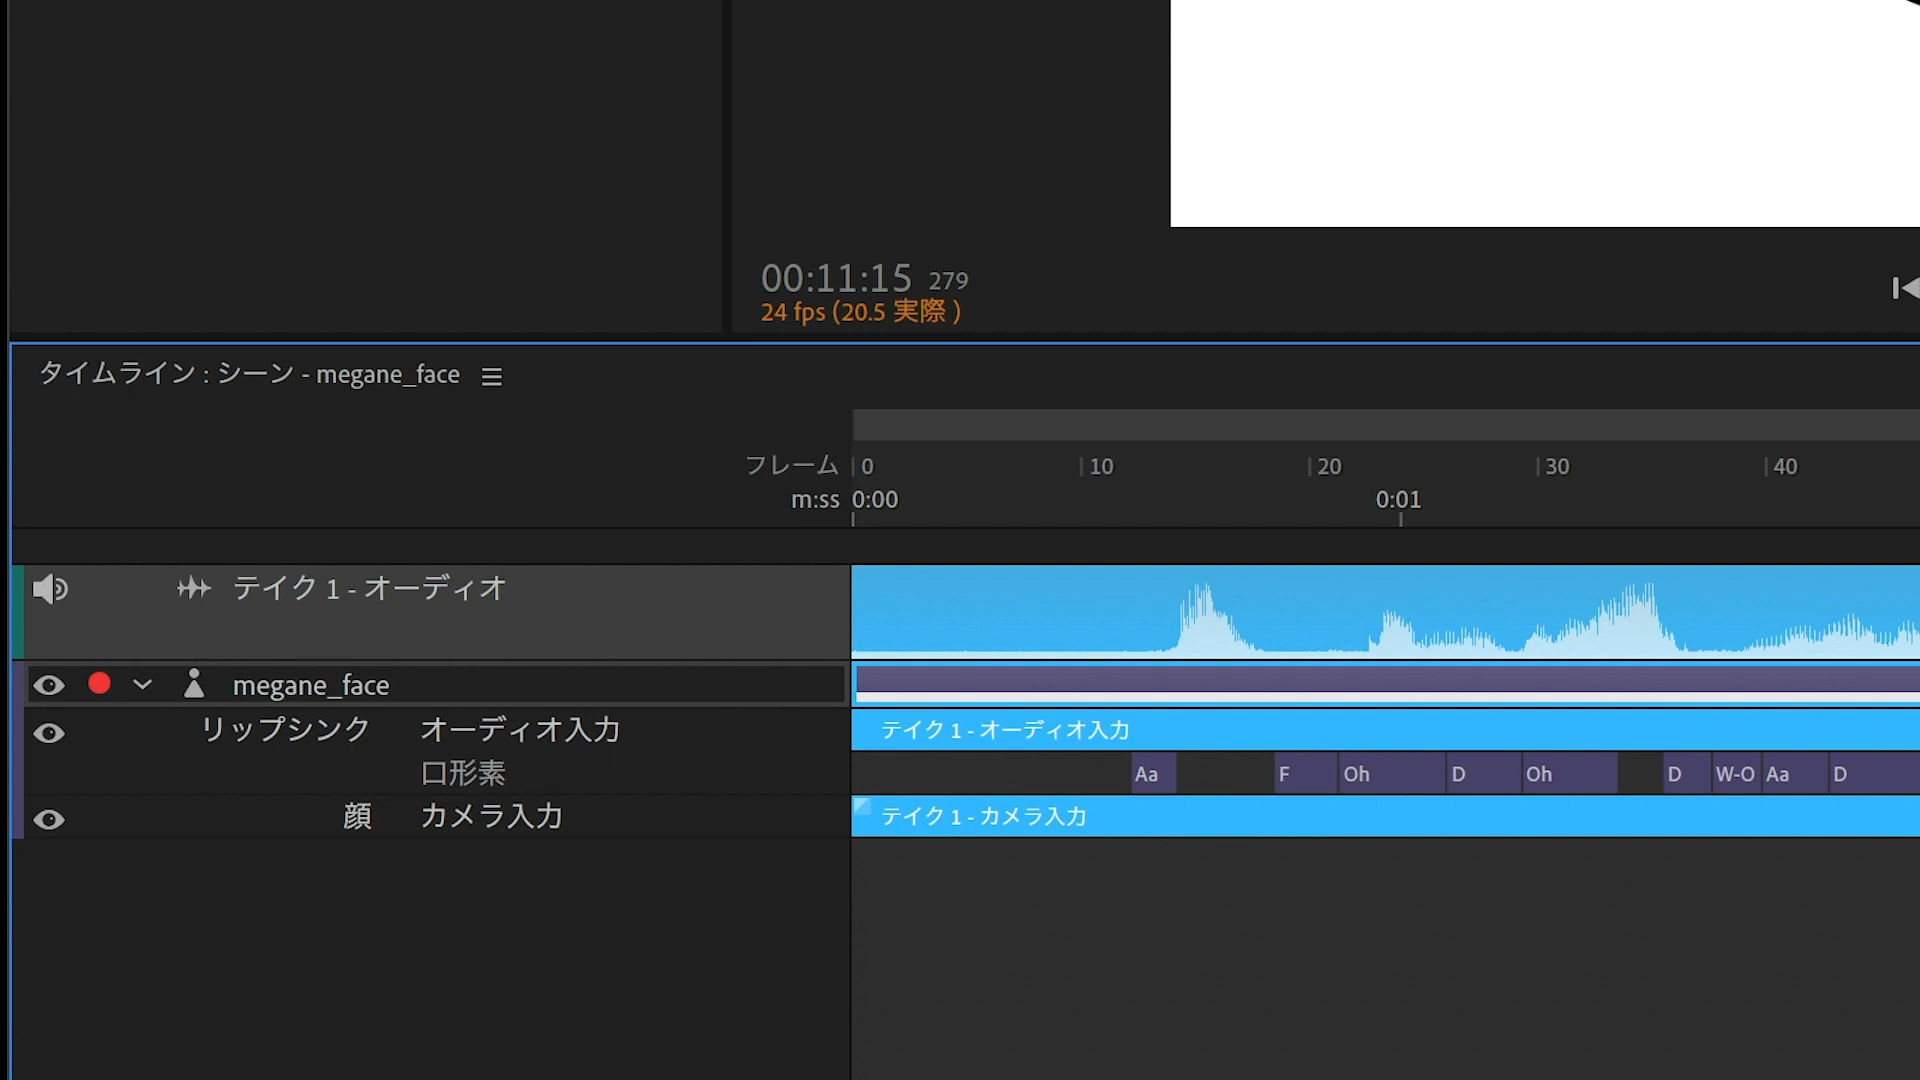 00:11:15 279
24 fps (20.5 実際 )
タイムライン : シーン - megane_face
フレーム 0 10 20 30 40
m:ss 0:00 0:01
テイク 1 - オーディオ
megane_face
リップシンク オーディオ入力 テイク 1 - オーディオ入力
口形素 Aa F Oh D Oh D W-O Aa D
顔 カメラ入力 テイク 1 - カメラ入力